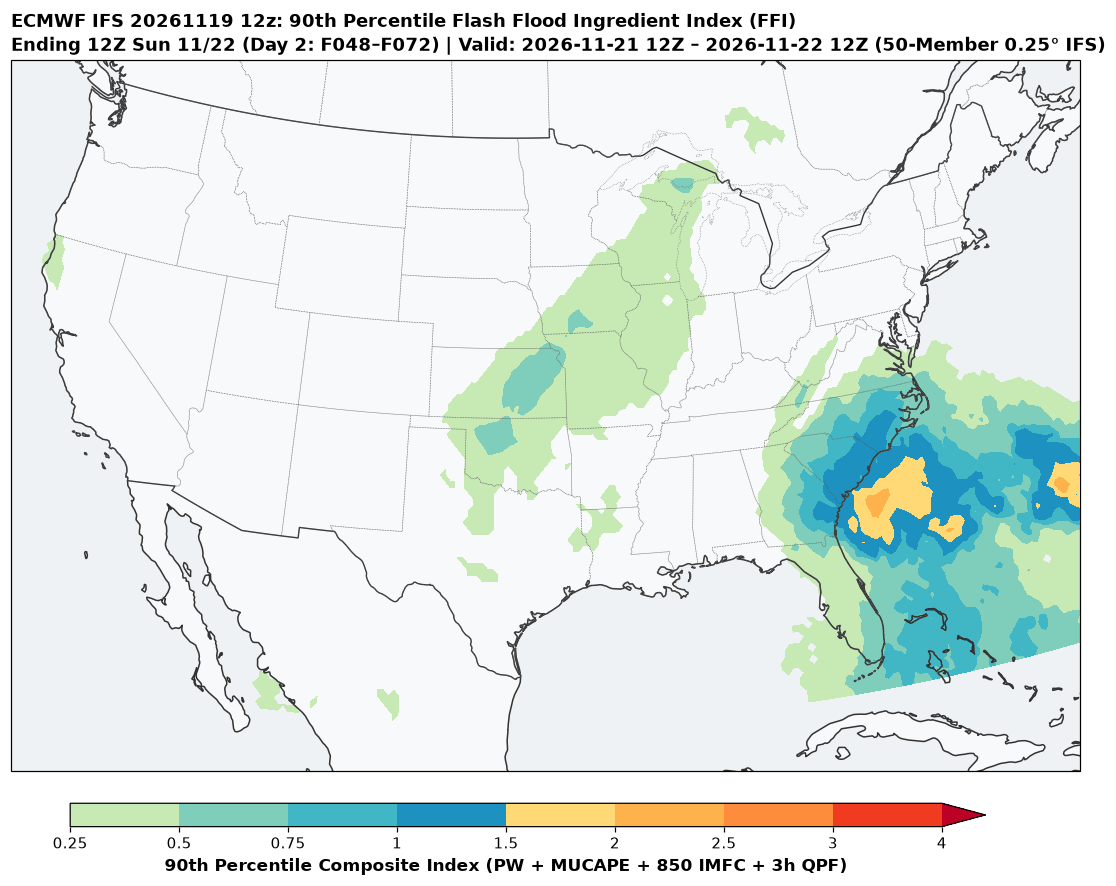 ECMWF IFS 20261119 12z: 90th Percentile Flash Flood Ingredient Index (FFI)
Ending 12Z Sun 11/22 (Day 2: F048–F072) | Valid: 2026-11-21 12Z – 2026-11-22 12Z (50-Member 0.25° IFS)
0.25 0.5 0.75 1 1.5 2 2.5 3 4
90th Percentile Composite Index (PW + MUCAPE + 850 IMFC + 3h QPF)